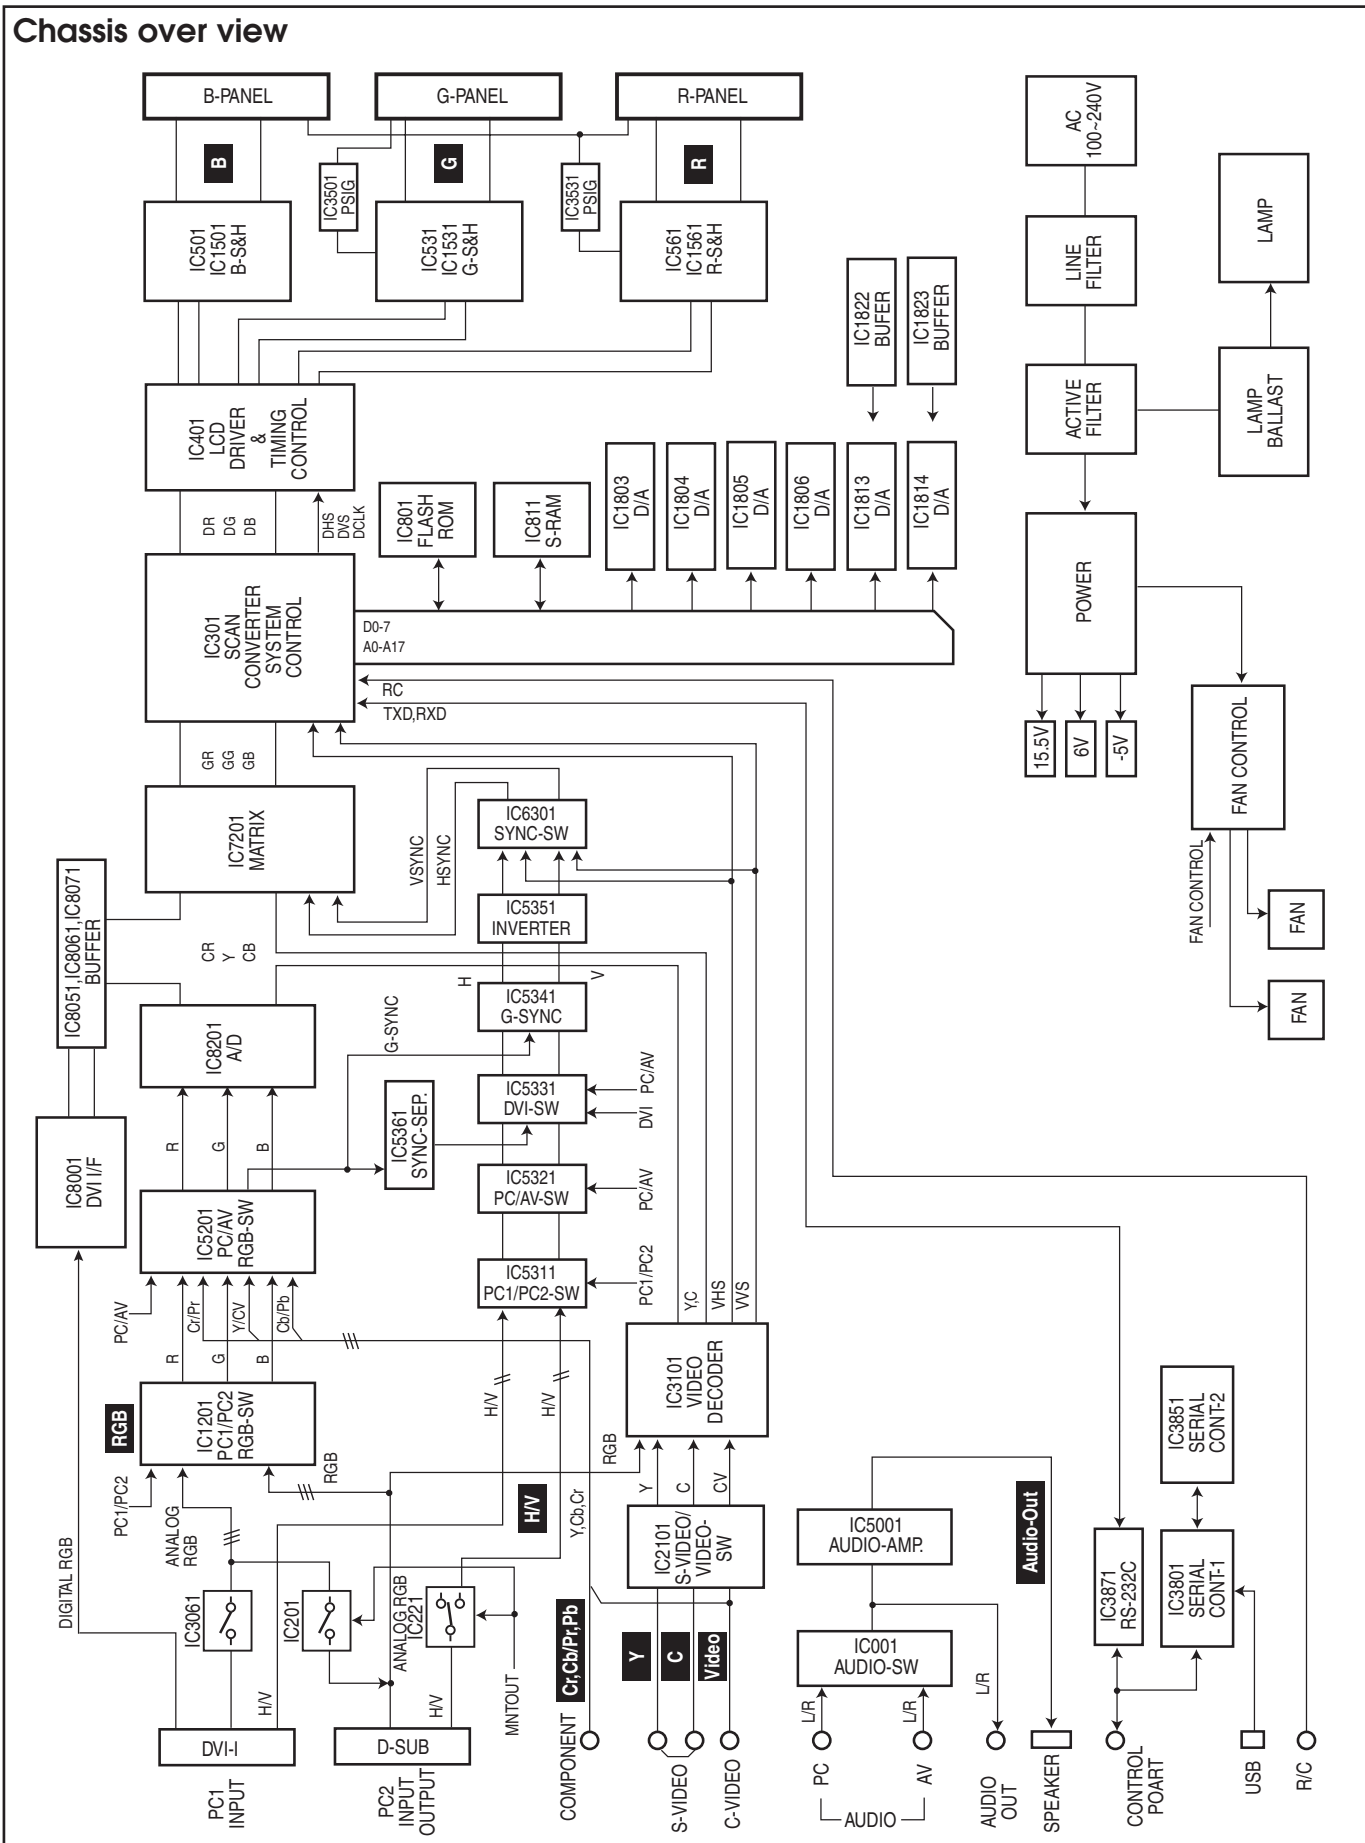 Chassis over view
B-PANEL
G-PANEL
R-PANEL
B
IC3501
PSIG
G
IC3531
PSIG
R
IC501
IC1501
B-S&H
IC531
IC1531
G-S&H
IC561
IC1561
R-S&H
AC
100~240V
LINE
FILTER
LAMP
IC1822
BUFER
IC1823
BUFFER
ACTIVE
FILTER
LAMP
BALLAST
IC401
LCD
DRIVER
&
TIMING
CONTROL
DR
DG
DB
DHS
DVS
DCLK
IC801
FLASH
ROM
IC811
S-RAM
IC1803
D/A
IC1804
D/A
IC1805
D/A
IC1806
D/A
IC1813
D/A
IC1814
D/A
POWER
IC301
SCAN
CONVERTER
SYSTEM
CONTROL
D0-7
A0-A17
RC
TXD,RXD
15.5V
6V
-5V
FAN CONTROL
GR
GG
GB
IC7201
MATRIX
VSYNC
HSYNC
IC6301
SYNC-SW
IC5351
INVERTER
FAN CONTROL
FAN
FAN
IC8051,IC8061,IC8071
BUFFER
CR
Y
CB
H
V
IC5341
G-SYNC
IC8201
A/D
G-SYNC
IC5331
DVI-SW
DVI
PC/AV
IC8001
DVI I/F
R
G
B
IC5361
SYNC-SEP.
IC5321
PC/AV-SW
PC/AV
IC5201
PC/AV
RGB-SW
IC5311
PC1/PC2-SW
PC1/PC2
Y,C
VHS
VVS
PC/AV
R
Cr/Pr
G
Y/CV
B
Cb/Pb
IC3101
VIDEO
DECODER
H/V
H/V
RGB
IC1201
PC1/PC2
RGB-SW
RGB
IC3851
SERIAL
CONT-2
PC1/PC2
ANALOG
RGB
RGB
H/V
Y,Cb,Cr
Y
C
CV
DIGITAL RGB
IC2101
S-VIDEO/
VIDEO-
SW
IC5001
AUDIO-AMP.
Audio-Out
IC3871
RS-232C
IC3801
SERIAL
CONT-1
IC3061
IC201
ANALOG RGB
IC221
H/V
H/V
MNTOUT
Cr,Cb/Pr,Pb
Y
C
Video
IC001
AUDIO-SW
L/R
L/R
L/R
DVI-I
D-SUB
PC1
INPUT
PC2
INPUT
OUTPUT
COMPONENT
S-VIDEO
C-VIDEO
PC
AUDIO
AV
AUDIO
OUT
SPEAKER
CONTROL
POART
USB
R/C